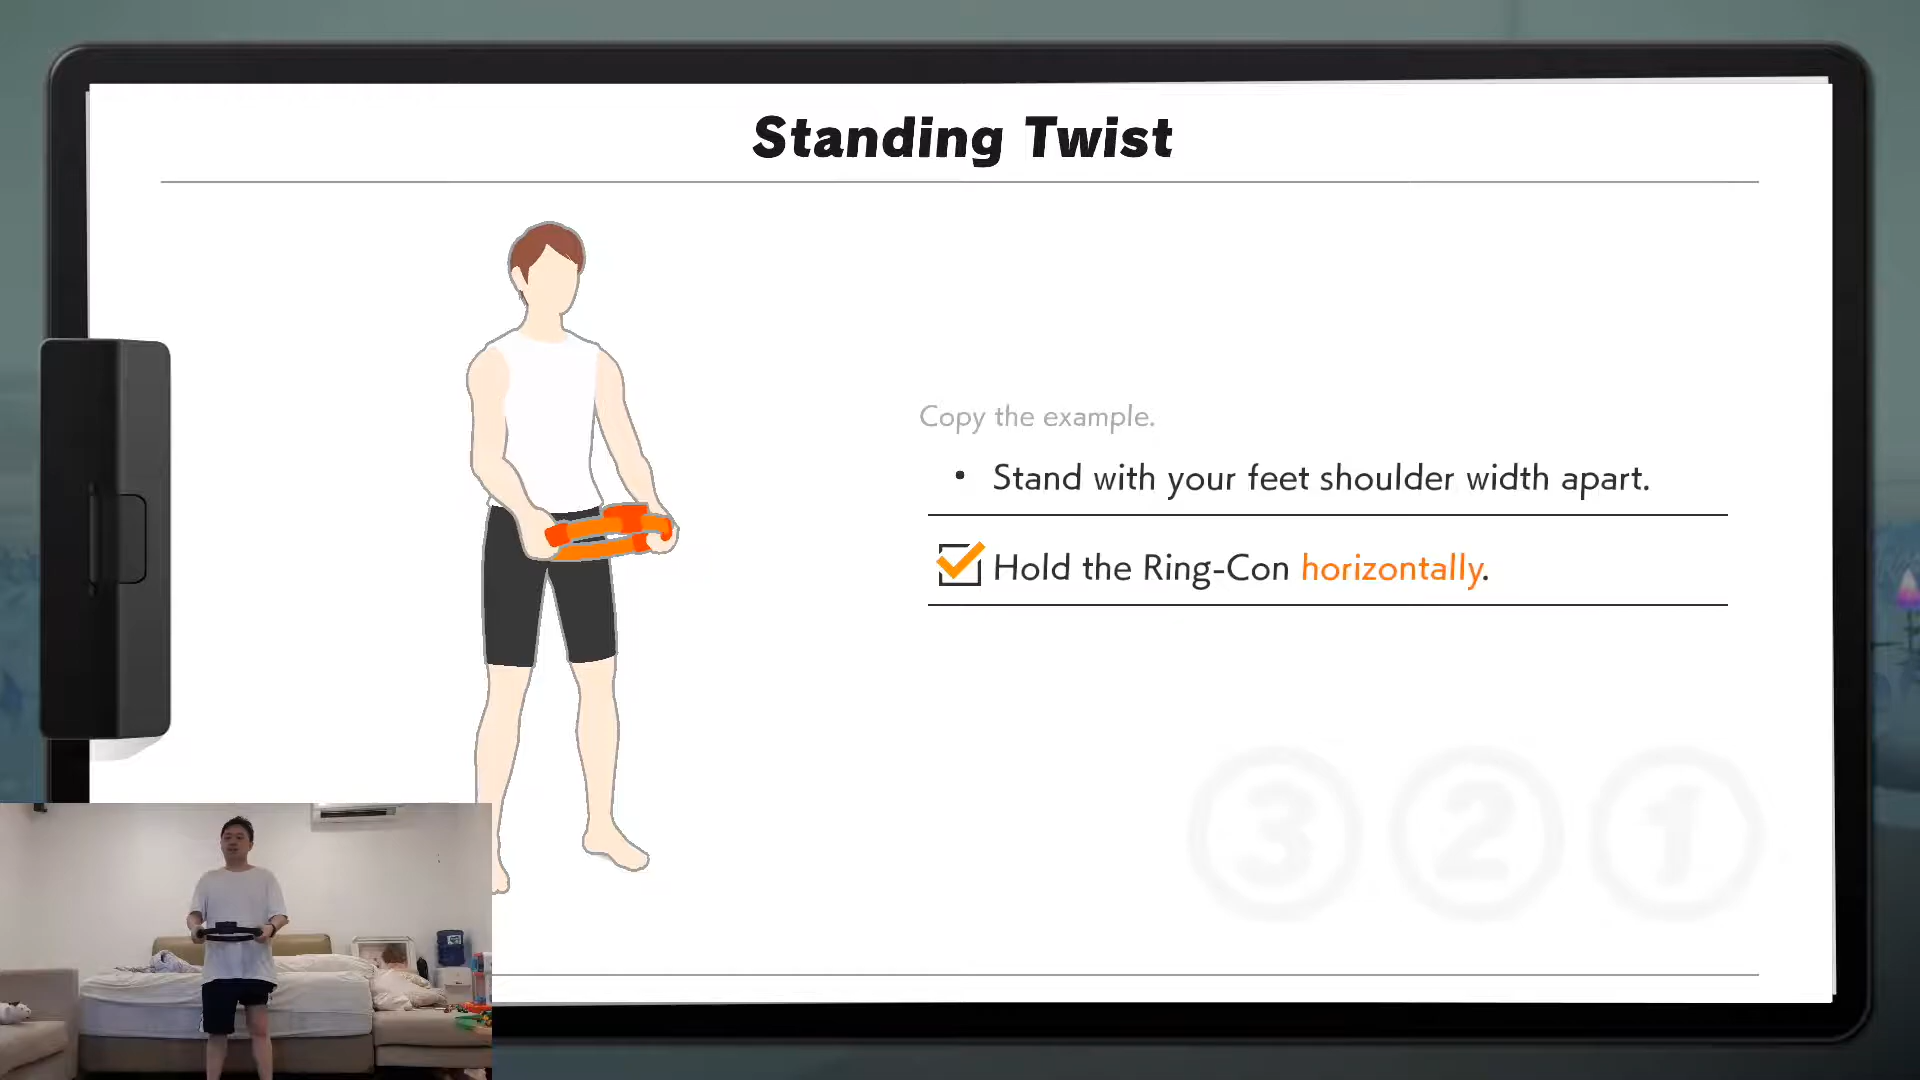 Standing Twist
Copy the example.
• Stand with your feet shoulder width apart.
Hold the Ring-Con horizontally.
3 2 1